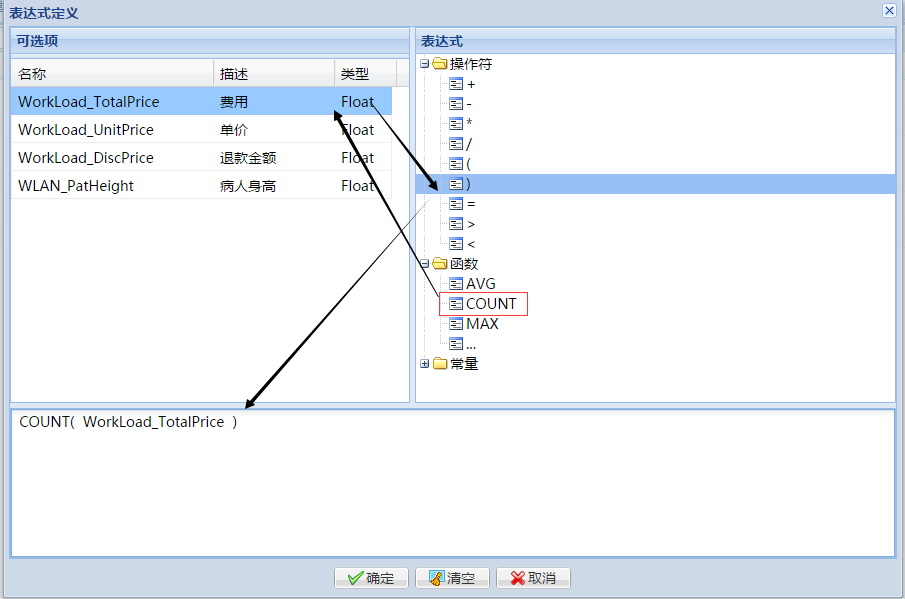 表达式定义
可选项
名称 描述 类型
WorkLoad_TotalPrice 费用 Float
WorkLoad_UnitPrice 单价 Float
WorkLoad_DiscPrice 退款金额 Float
WLAN_PatHeight 病人身高 Float
表达式
操作符
+
-
*
/
(
)
=
>
<
函数
AVG
COUNT
MAX
...
常量
COUNT( WorkLoad_TotalPrice )
确定 清空 取消